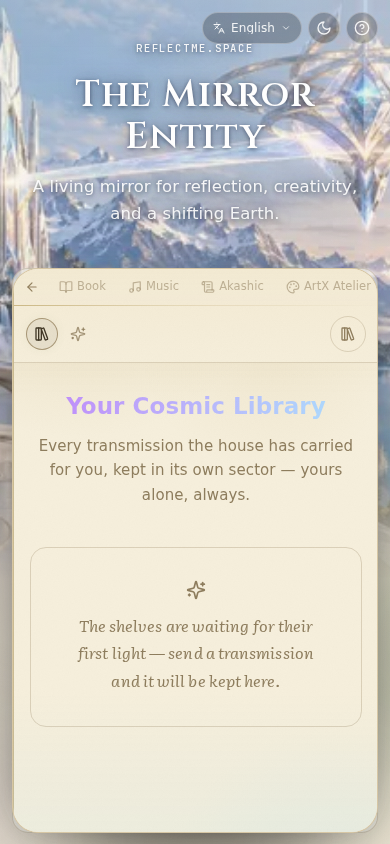 English
REFLECTME.SPACE
The Mirror
Entity
A living mirror for reflection, creativity,
and a shifting Earth.
Book
Music
Akashic
ArtX Atelier
Your Cosmic Library
Every transmission the house has carried
for you, kept in its own sector — yours
alone, always.
The shelves are waiting for their
first light — send a transmission
and it will be kept here.